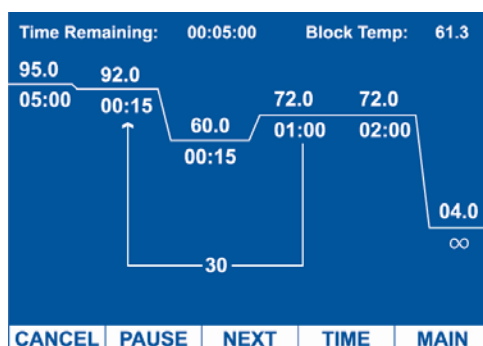 Time Remaining: 00:05:00 Block Temp: 61.3
95.0 92.0
05:00 00:15 72.0 72.0
60.0 01:00 02:00
00:15
04.0
∞
30
CANCEL PAUSE NEXT TIME MAIN